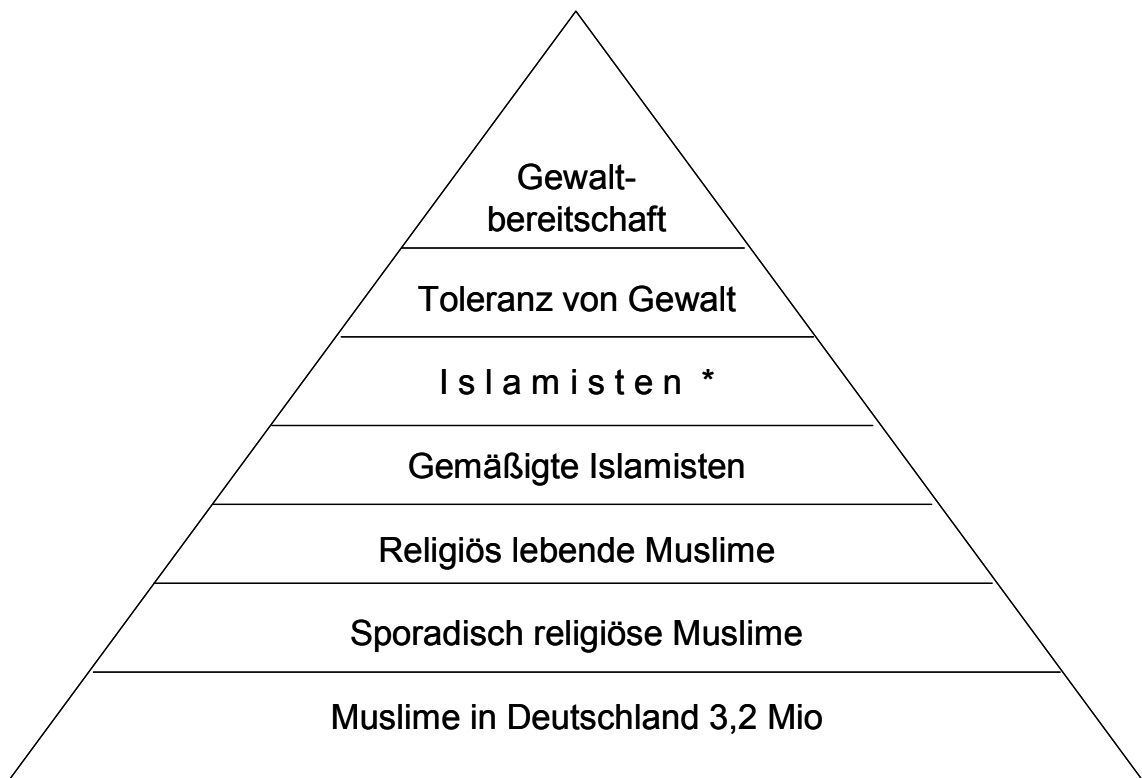 Gewalt-
bereitschaft
Toleranz von Gewalt
I s l a m i s t e n *
Gemäßigte Islamisten
Religiös lebende Muslime
Sporadisch religiöse Muslime
Muslime in Deutschland 3,2 Mio